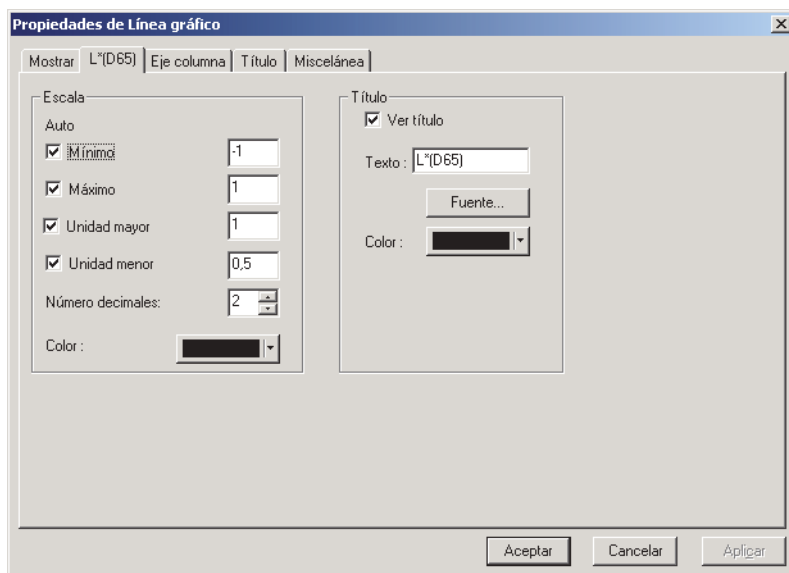 Propiedades de Línea gráfico
Mostrar L*(D65) Eje columna Título Miscelánea
Escala
Auto
Mínimo -1
Máximo 1
Unidad mayor 1
Unidad menor 0,5
Número decimales: 2
Color :
Título
Ver título
Texto : L*(D65)
Fuente...
Color :
Aceptar Cancelar Aplicar